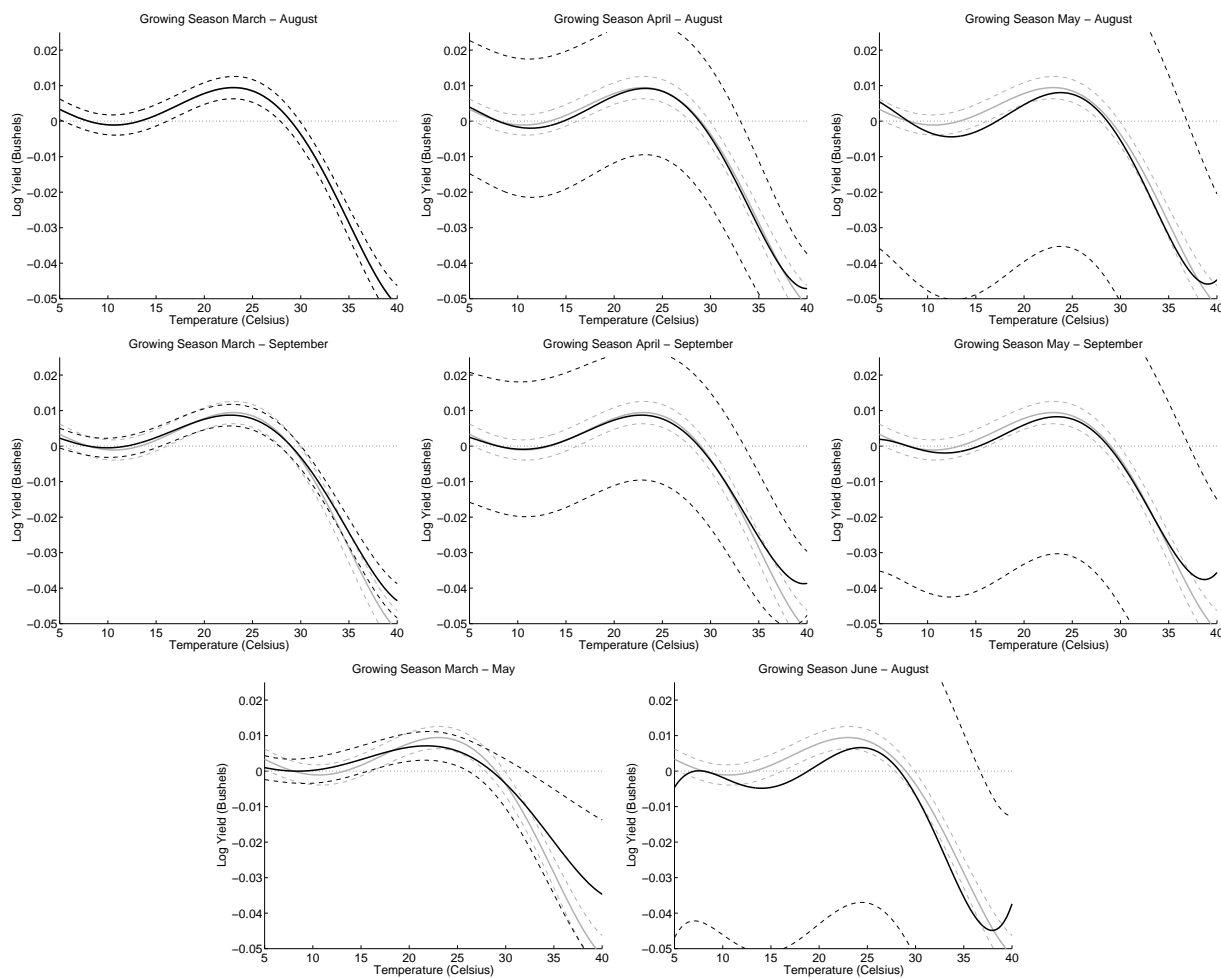 Growing Season March − August
Log Yield (Bushels)
0.02
0.01
0
−0.01
−0.02
−0.03
−0.04
−0.05
5 10 15 20 25 30 35 40
Temperature (Celsius)
Growing Season April − August
Log Yield (Bushels)
0.02
0.01
0
−0.01
−0.02
−0.03
−0.04
−0.05
5 10 15 20 25 30 35 40
Temperature (Celsius)
Growing Season May − August
Log Yield (Bushels)
0.02
0.01
0
−0.01
−0.02
−0.03
−0.04
−0.05
5 10 15 20 25 30 35 40
Temperature (Celsius)
Growing Season March − September
Log Yield (Bushels)
0.02
0.01
0
−0.01
−0.02
−0.03
−0.04
−0.05
5 10 15 20 25 30 35 40
Temperature (Celsius)
Growing Season April − September
Log Yield (Bushels)
0.02
0.01
0
−0.01
−0.02
−0.03
−0.04
−0.05
5 10 15 20 25 30 35 40
Temperature (Celsius)
Growing Season May − September
Log Yield (Bushels)
0.02
0.01
0
−0.01
−0.02
−0.03
−0.04
−0.05
5 10 15 20 25 30 35 40
Temperature (Celsius)
Growing Season March − May
Log Yield (Bushels)
0.02
0.01
0
−0.01
−0.02
−0.03
−0.04
−0.05
5 10 15 20 25 30 35 40
Temperature (Celsius)
Growing Season June − August
Log Yield (Bushels)
0.02
0.01
0
−0.01
−0.02
−0.03
−0.04
−0.05
5 10 15 20 25 30 35 40
Temperature (Celsius)